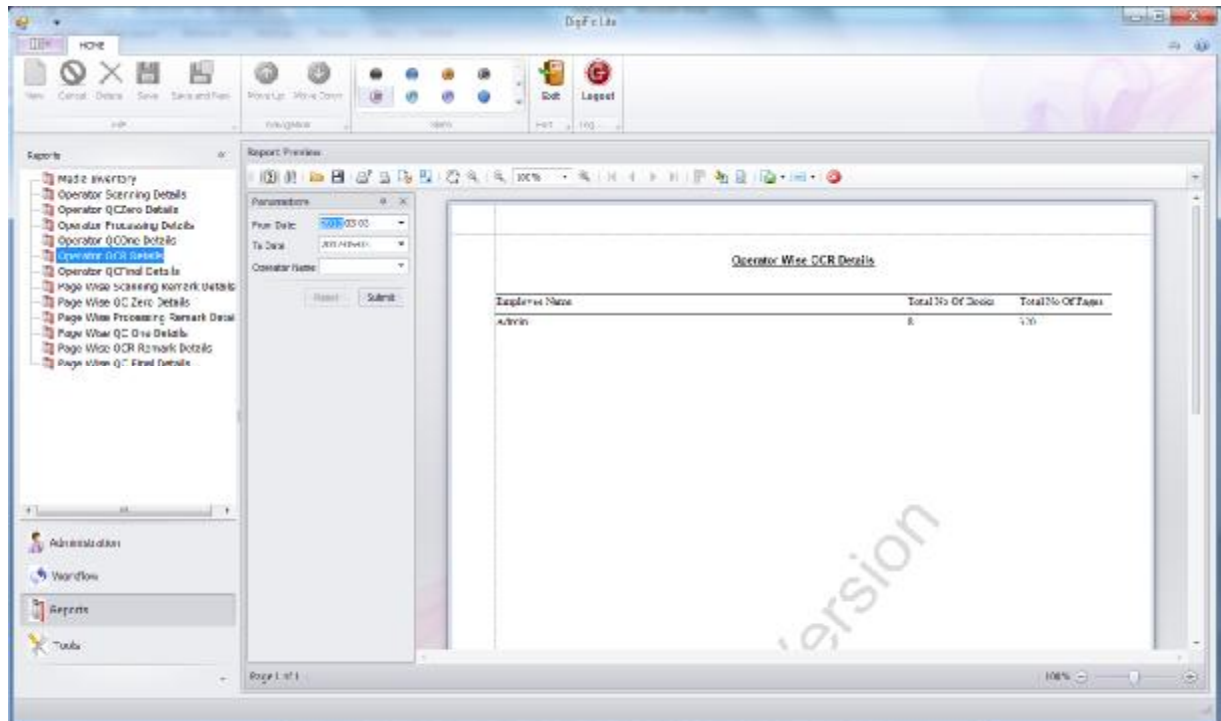 HOME
New Cancel Delete Save Save and New
Move Up Move Down
Exit Logout
Reports
Report Preview
Operator Scanning Details
Operator QCZero Details
Operator Processing Details
Operator QCOne Details
Operator OCR Details
Operator QCFinal Details
Page Wise Scanning Remark Details
Page Wise QC Zero Details
Page Wise Processing Remark Detai
Page Wise QC One Details
Page Wise OCR Remark Details
Page Wise QC Final Details
100%
Parameters
From Date
To Date
Operator Name
Reset Submit
Operator Wise OCR Details
Employee Name Total No Of Books Total No Of Pages
Admin 8
Administration
Workflow
Reports
Tools
Page 1 of 1
100%